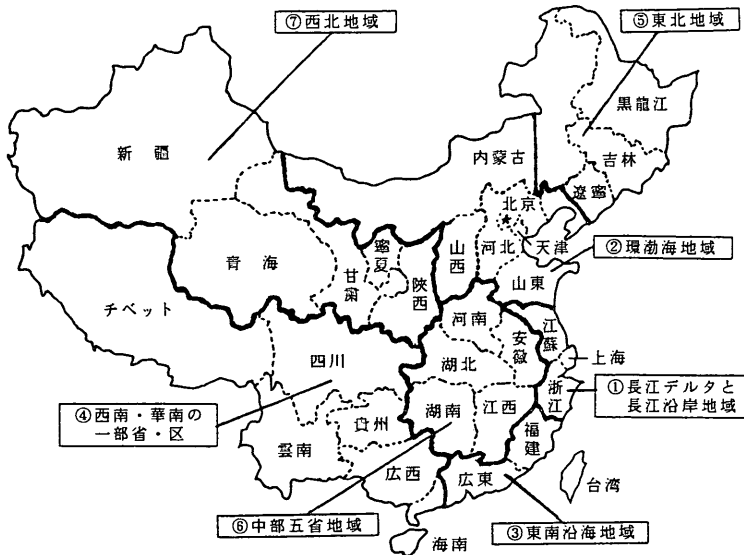 ⑦西北地域
⑤東北地域
黒龍江
新疆
内蒙古
吉林
遼寧
北京
青海
寧夏
甘粛
陝西
山西
河北
天津
②環渤海地域
山東
チベット
河南
江蘇
安徽
四川
湖北
上海
浙江
①長江デルタと
長江沿岸地域
④西南・華南の
一部省・区
貴州
湖南
江西
福建
雲南
広西
広東
台湾
⑥中部五省地域
③東南沿海地域
海南